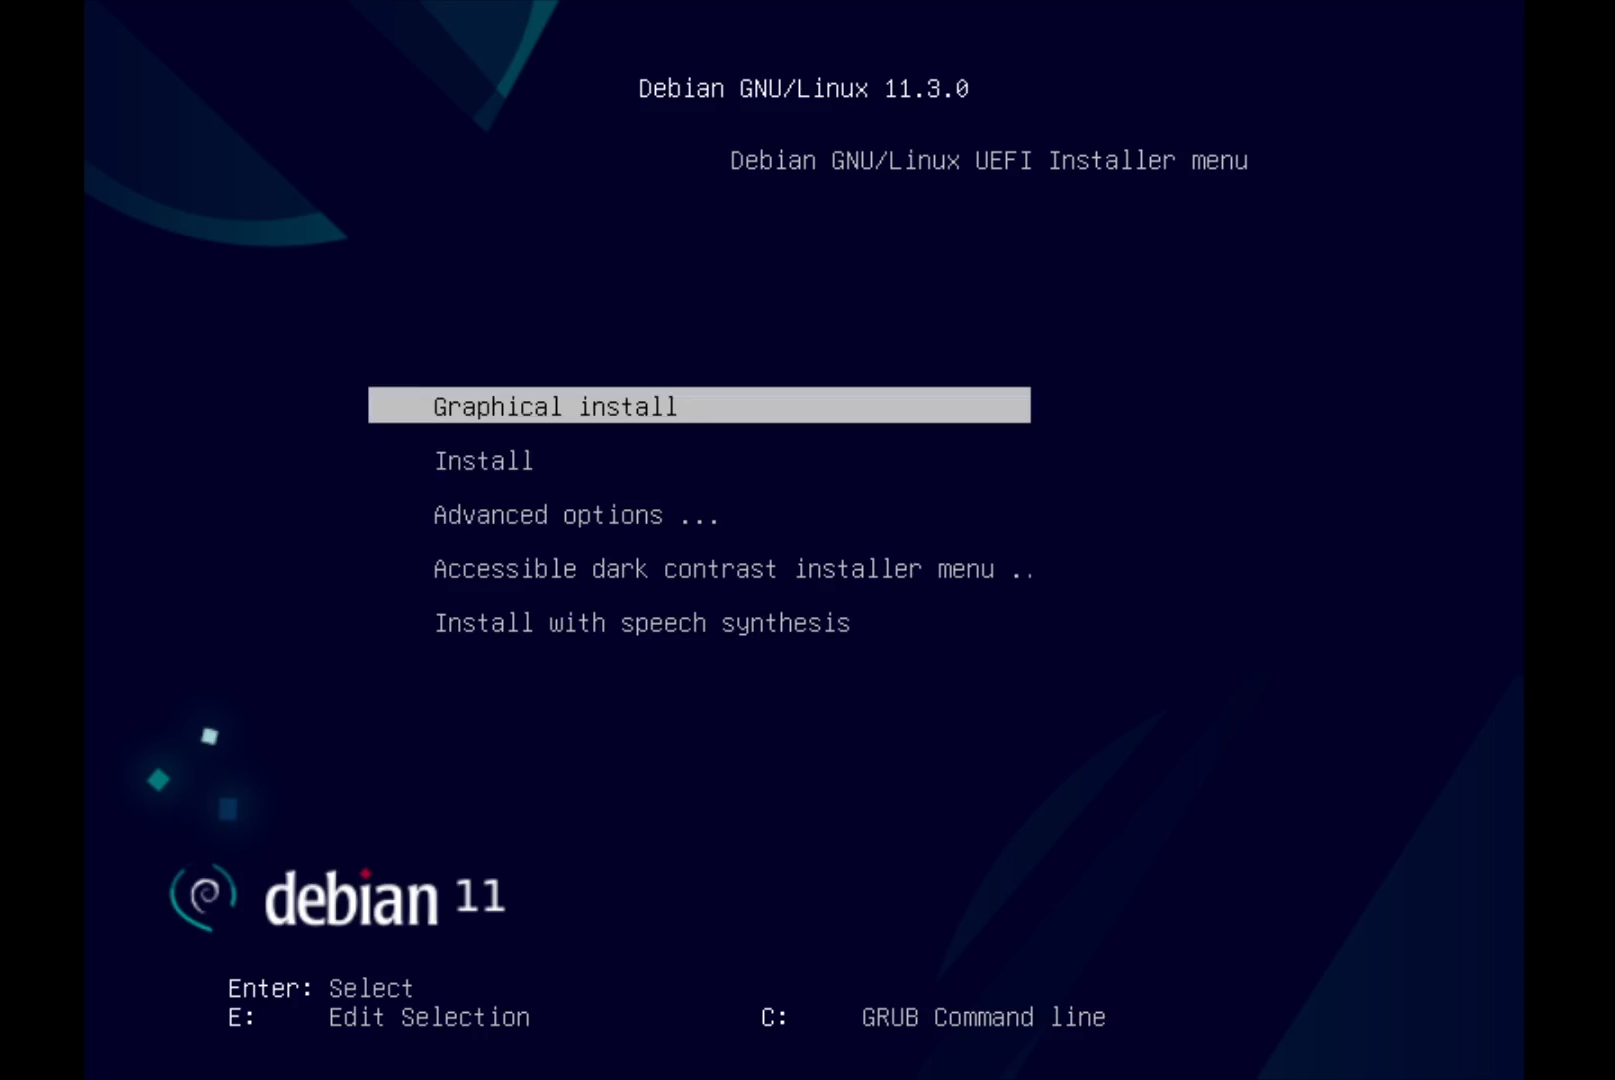 Debian GNU/Linux 11.3.0
Debian GNU/Linux UEFI Installer menu
Graphical install
Install
Advanced options ...
Accessible dark contrast installer menu ..
Install with speech synthesis
debian 11
Enter: Select
E: Edit Selection C: GRUB Command line